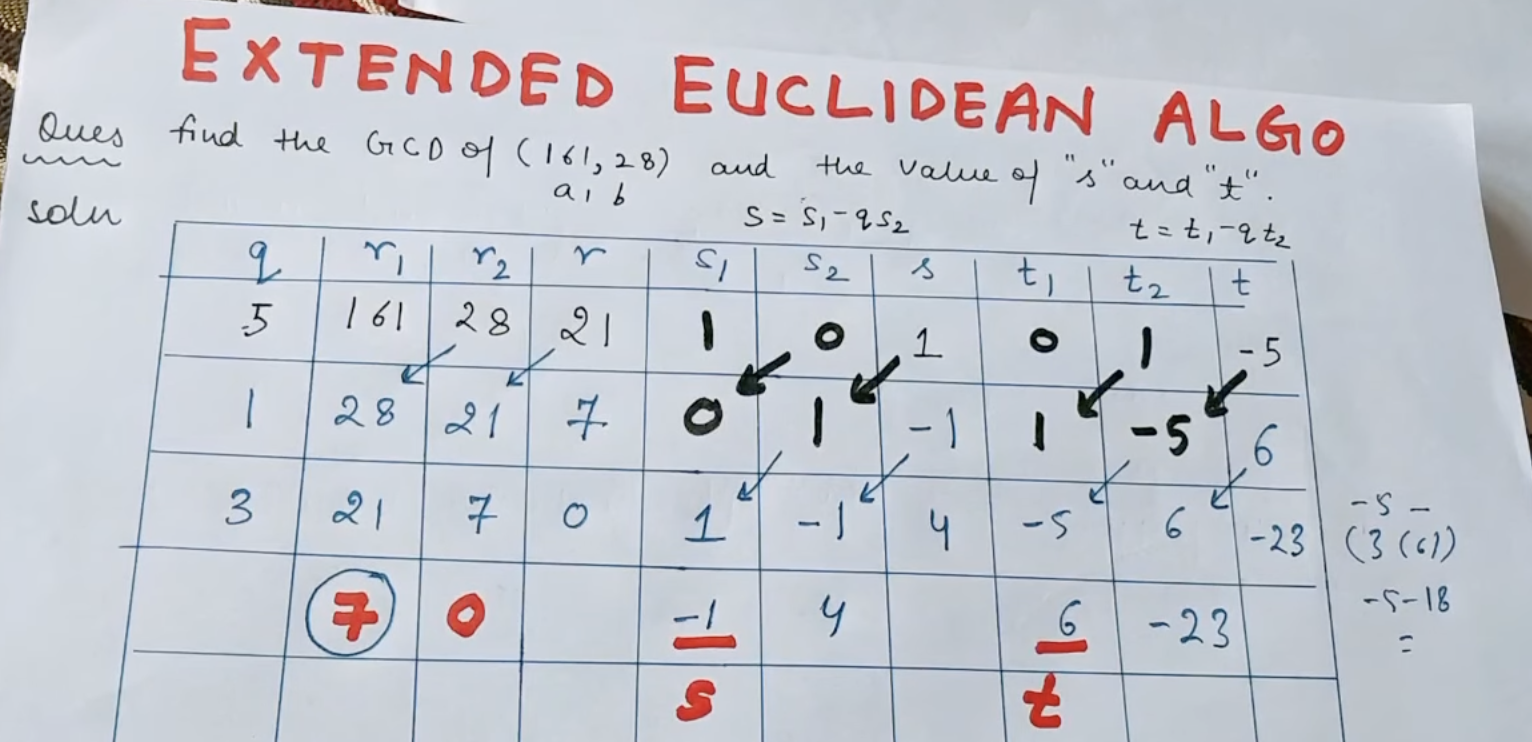 EXTENDED EUCLIDEAN ALGO
Ques find the GCD of (161, 28) and the value of "s" and "t".
a, b
soln s = s₁ - qs₂ t = t₁ - qt₂
q r₁ r₂ r s₁ s₂ s t₁ t₂ t
5 161 28 21 1 0 1 0 1 -5
1 28 21 7 0 1 -1 1 -5 6
3 21 7 0 1 -1 4 -5 6 -23
-5 -
(3(6))
-5-18
=
7 0 -1 4 6 -23
s t